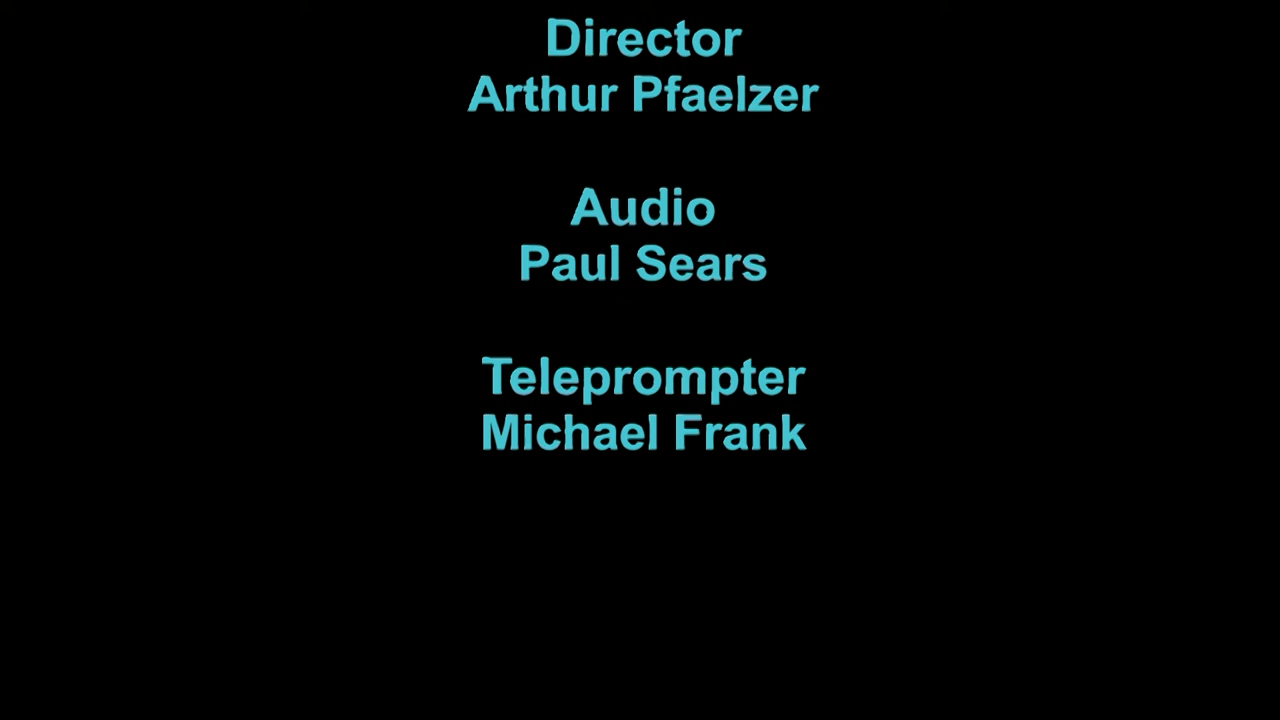 Director
Arthur Pfaelzer
Audio
Paul Sears
Teleprompter
Michael Frank